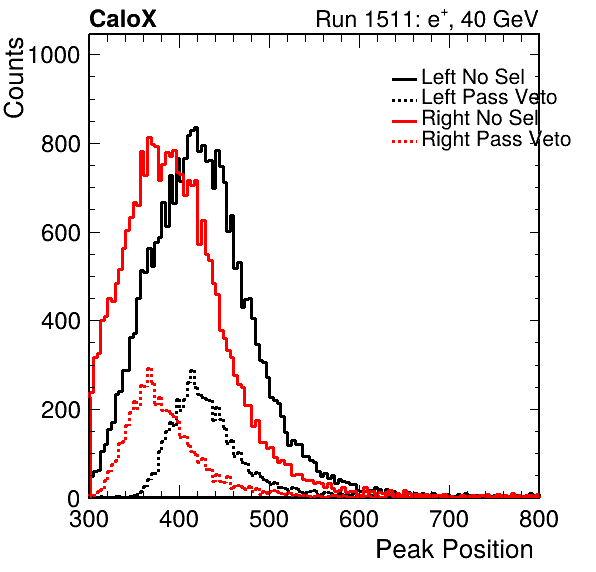 CaloX Run 1511: e⁺, 40 GeV
Counts
1000
800
600
400
200
0
Left No Sel
Left Pass Veto
Right No Sel
Right Pass Veto
300 400 500 600 700 800
Peak Position